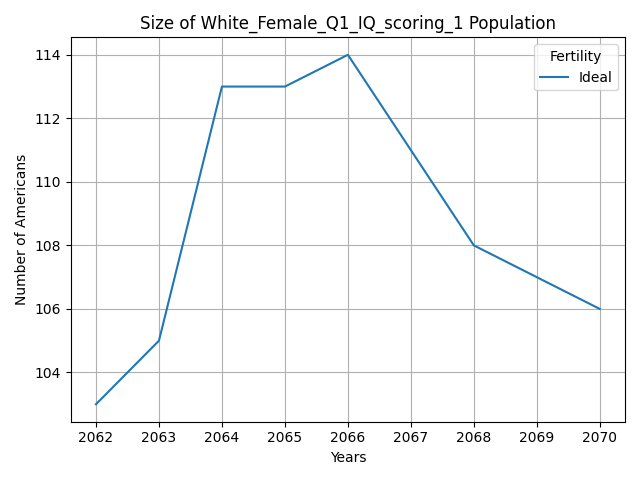 Size of White_Female_Q1_IQ_scoring_1 Population
Fertility
Ideal
Number of Americans
114
112
110
108
106
104
2062 2063 2064 2065 2066 2067 2068 2069 2070
Years